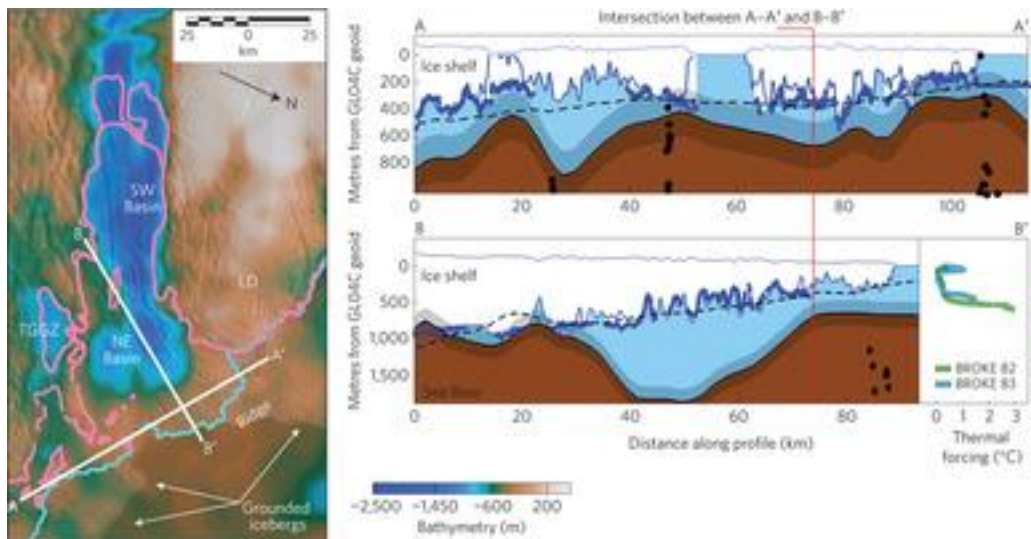 25
0
25
km
N
SW
Basin
B
LD
TGGZ
NE
Basin
A'
Ridge
B'
A
Grounded
icebergs
−2,500 −1,450 −600 200
Bathymetry (m)
Intersection between A–A' and B–B'
A
A'
Metres from GL04C geoid
0
200
400
600
800
Ice shelf
0
20
40
60
80
100
B
B'
Metres from GL04C geoid
0
500
1,000
1,500
Ice shelf
Sea floor
0
20
40
60
80
Distance along profile (km)
BROKE 82
BROKE 83
0 1 2 3
Thermal
forcing (°C)